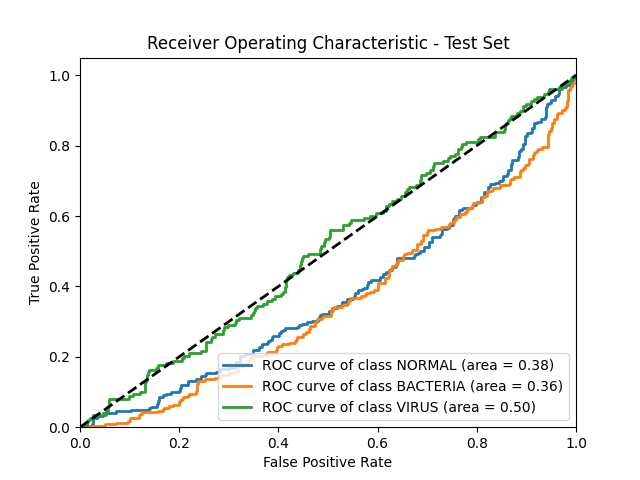 Receiver Operating Characteristic - Test Set
True Positive Rate
1.0
0.8
0.6
0.4
0.2
0.0
ROC curve of class NORMAL (area = 0.38)
ROC curve of class BACTERIA (area = 0.36)
ROC curve of class VIRUS (area = 0.50)
0.0 0.2 0.4 0.6 0.8 1.0
False Positive Rate